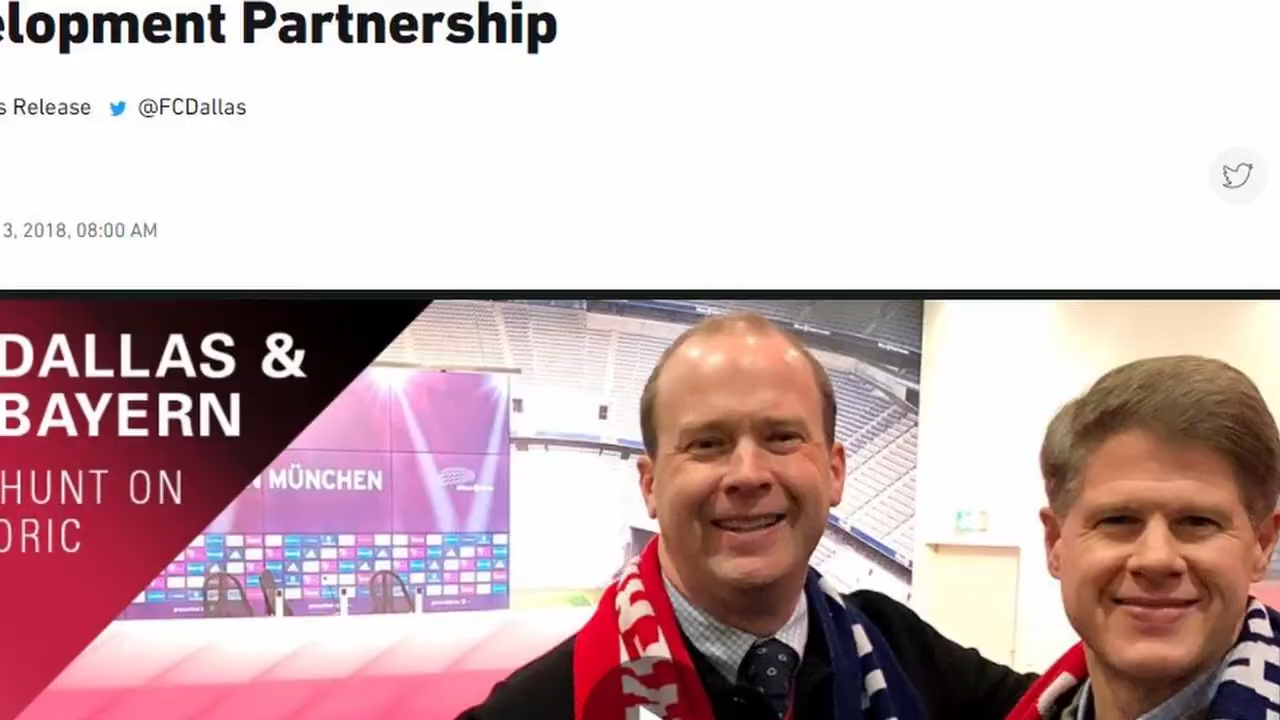 elopment Partnership
s Release @FCDallas
3, 2018, 08:00 AM
DALLAS &
BAYERN
HUNT ON
ORIC
N MÜNCHEN